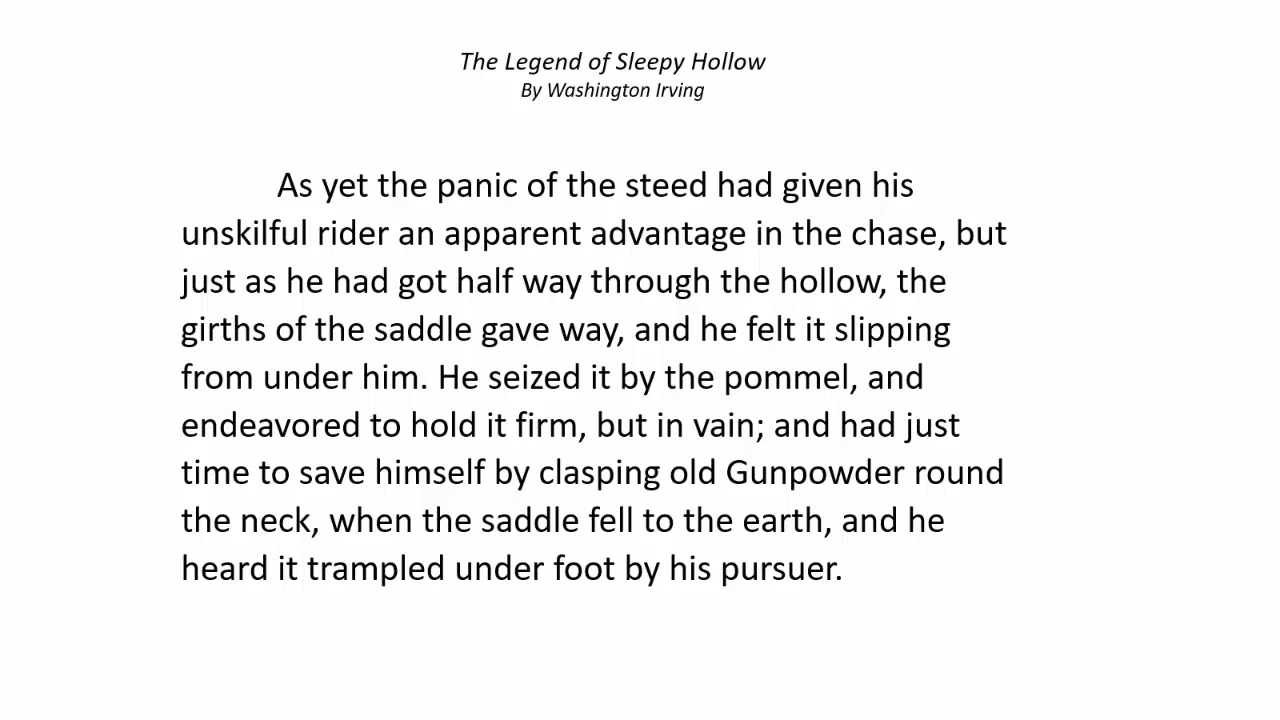 The Legend of Sleepy Hollow
By Washington Irving
As yet the panic of the steed had given his
unskilful rider an apparent advantage in the chase, but
just as he had got half way through the hollow, the
girths of the saddle gave way, and he felt it slipping
from under him. He seized it by the pommel, and
endeavored to hold it firm, but in vain; and had just
time to save himself by clasping old Gunpowder round
the neck, when the saddle fell to the earth, and he
heard it trampled under foot by his pursuer.